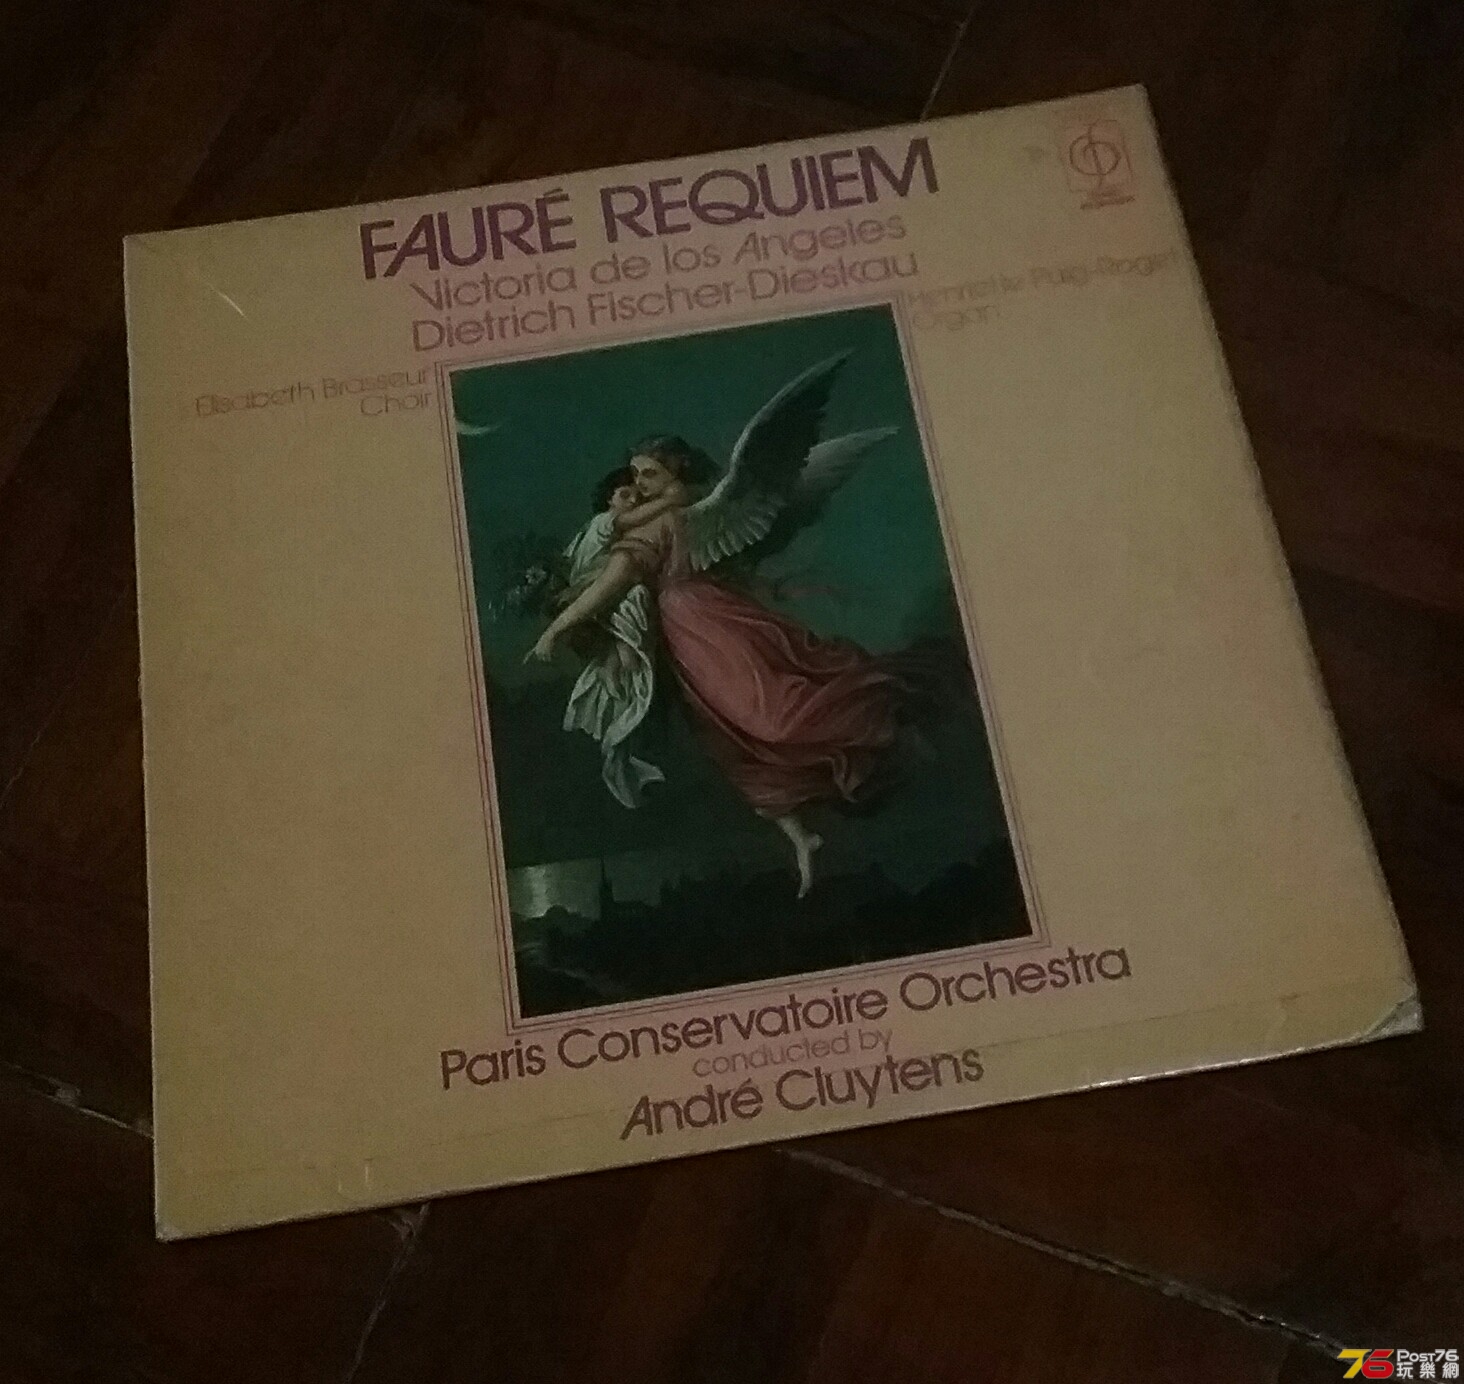 FAURÉ REQUIEM
Victoria de los Angeles
Dietrich Fischer-Dieskau
Henriette Puig-Roget
Organ
Elisabeth Brasseur
Choir
Paris Conservatoire Orchestra
conducted by
André Cluytens
76 POST76
玩樂網